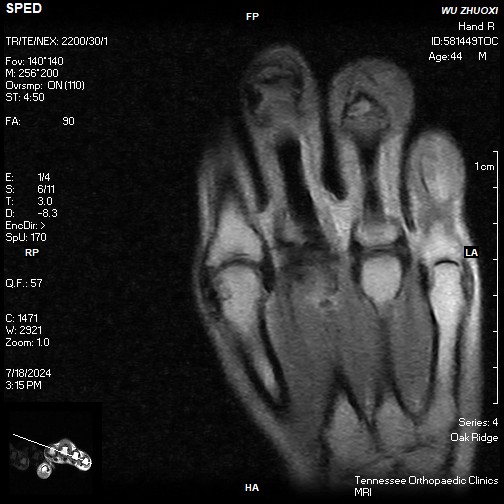 SPED
FP
WU ZHUOXI
Hand R
ID:581449TOC
Age:44 M
TR/TE/NEX: 2200/30/1
Fov: 140*140
M: 256*200
Ovrsmp: ON (110)
ST: 4:50
FA: 90
1cm
E: 1/4
S: 6/11
T: 3.0
D: -8.3
EncDir: >
SpU: 170
RP
LA
Q.F.: 57
C: 1471
W: 2921
Zoom: 1.0
7/18/2024
3:15 PM
Series: 4
Oak Ridge
Tennessee Orthopaedic Clinics
MRI
HA